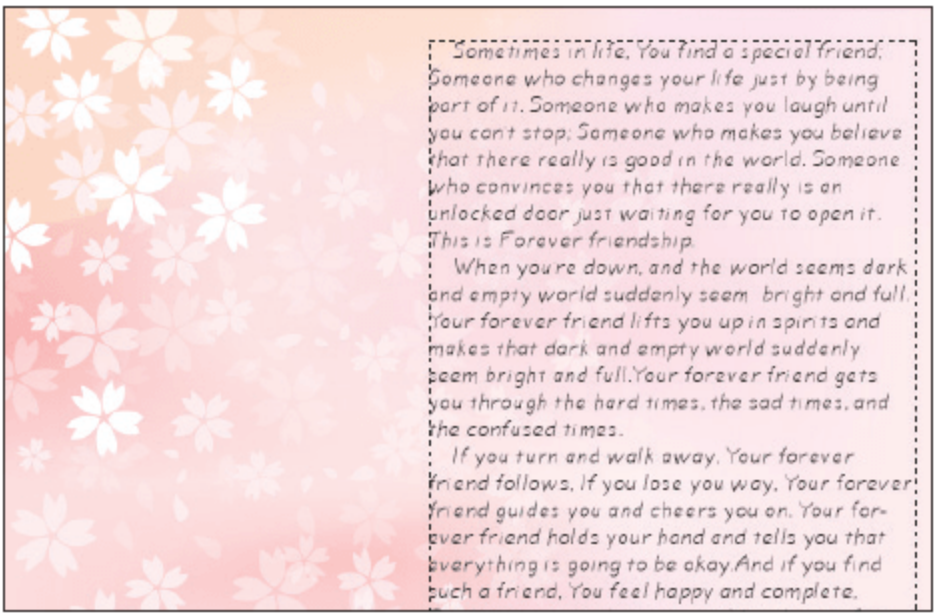 Sometimes in life, You find a special friend;
Someone who changes your life just by being
part of it. Someone who makes you laugh until
you can't stop; Someone who makes you believe
that there really is good in the world. Someone
who convinces you that there really is an
unlocked door just waiting for you to open it.
This is Forever friendship.
When you're down, and the world seems dark
and empty world suddenly seem bright and full.
Your forever friend lifts you up in spirits and
makes that dark and empty world suddenly
seem bright and full.Your forever friend gets
you through the hard times, the sad times, and
the confused times.
If you turn and walk away, Your forever
friend follows, If you lose you way, Your forever
friend guides you and cheers you on. Your for-
ever friend holds your hand and tells you that
everything is going to be okay.And if you find
such a friend, You feel happy and complete,